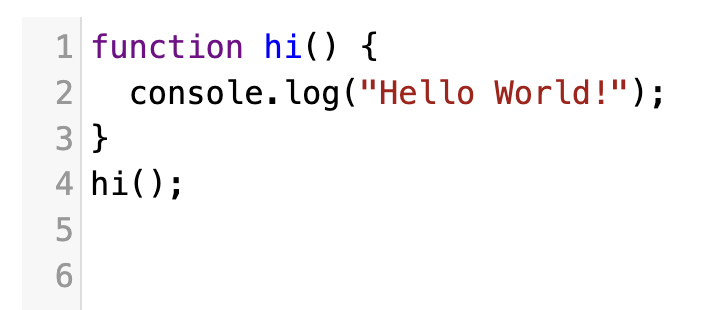 1 function hi() {
2   console.log("Hello World!");
3 }
4 hi();
5
6